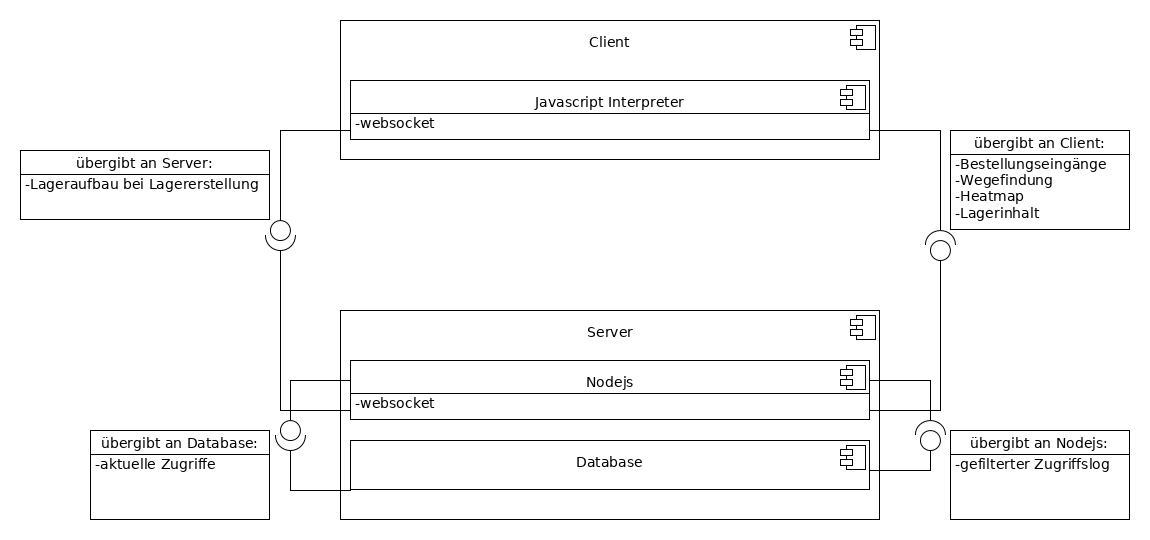 Client
Javascript Interpreter
-websocket
übergibt an Server:
-Lageraufbau bei Lagererstellung
übergibt an Client:
-Bestellungseingänge
-Wegefindung
-Heatmap
-Lagerinhalt
Server
Nodejs
-websocket
Database
übergibt an Database:
-aktuelle Zugriffe
übergibt an Nodejs:
-gefilterter Zugriffslog